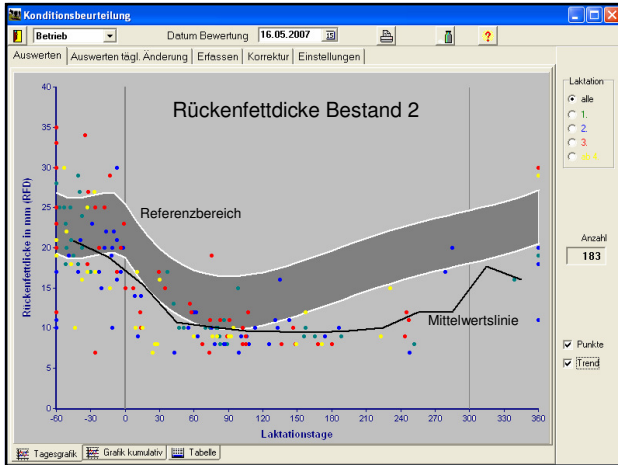 Konditionsbeurteilung
Betrieb
Datum Bewertung 16.05.2007 15
?
Auswerten Auswerten tägl. Änderung Erfassen Korrektur Einstellungen
Rückenfettdicke Bestand 2
Referenzbereich
Mittelwertslinie
Rückenfettdicke in mm (RFD)
40
35
30
25
20
15
10
5
0
-60 -30 0 30 60 90 120 150 180 210 240 270 300 330 360
Laktationstage
Tagesgrafik Grafik kumulativ Tabelle
Laktation
alle
1.
2.
3.
Anzahl
183
Punkte
Trend